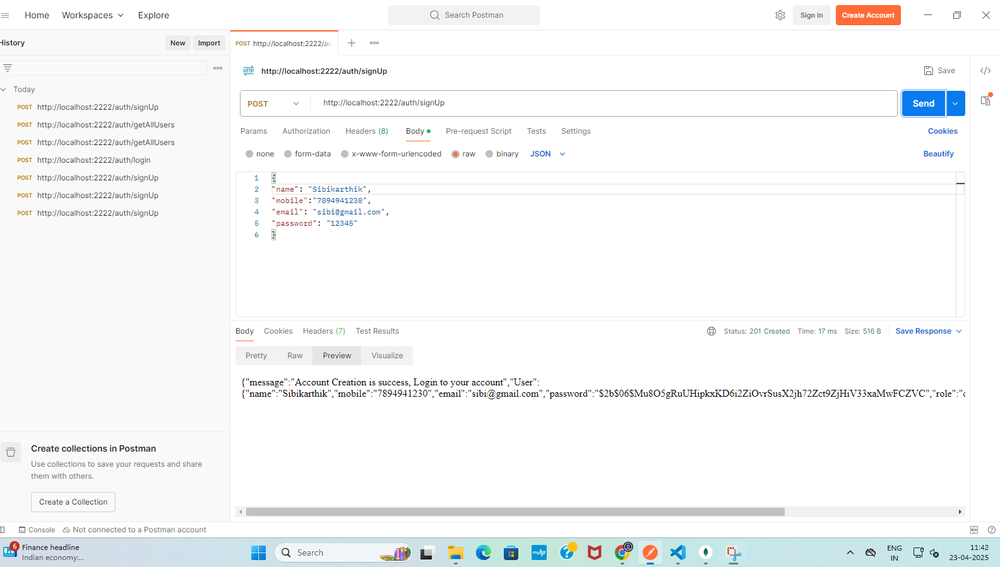 Home
Workspaces
Explore
Search Postman
Sign In
Create Account
History
New
Import
POST http://localhost:2222/au
HTTP http://localhost:2222/auth/signUp
Save
Today
POST http://localhost:2222/auth/signUp
POST http://localhost:2222/auth/getAllUsers
POST http://localhost:2222/auth/getAllUsers
POST http://localhost:2222/auth/login
POST http://localhost:2222/auth/signUp
POST http://localhost:2222/auth/signUp
POST http://localhost:2222/auth/signUp
POST
http://localhost:2222/auth/signUp
Send
Params
Authorization
Headers (8)
Body
Pre-request Script
Tests
Settings
Cookies
none
form-data
x-www-form-urlencoded
raw
binary
JSON
Beautify
1 {
2 "name": "Sibikarthik",
3 "mobile":"7894941230",
4 "email": "sibi@gmail.com",
5 "password": "12345"
6 }
Body
Cookies
Headers (7)
Test Results
Status: 201 Created
Time: 17 ms
Size: 516 B
Save Response
Pretty
Raw
Preview
Visualize
{"message":"Account Creation is success, Login to your account","User":
{"name":"Sibikarthik","mobile":"7894941230","email":"sibi@gmail.com","password":"$2b$06$Mu8O5gRuUHipkxKD6i2ZiOvrSusX2jh72Zct9ZjHiV33xaMwFCZVC","role":"c
Create collections in Postman
Use collections to save your requests and share
them with others.
Create a Collection
Console
Not connected to a Postman account
6
Finance headline
Indian economy:...
Search
myhp
ENG
IN
11:42
23-04-2025